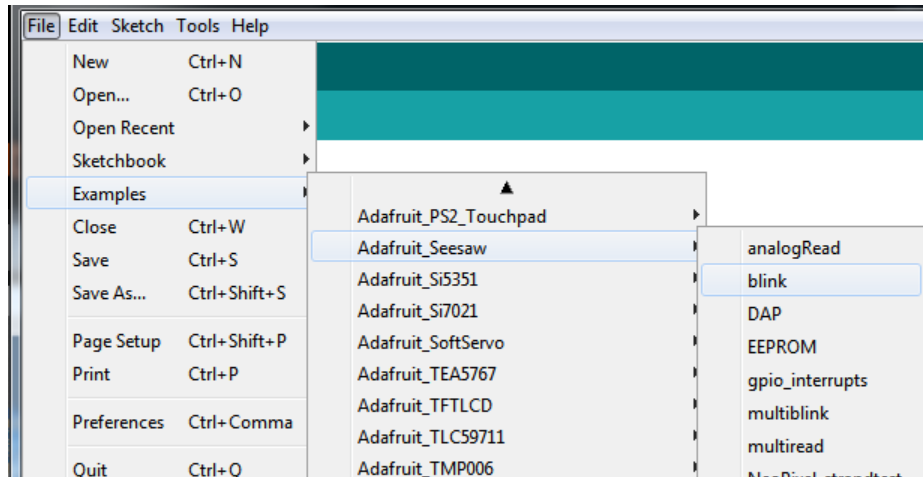 File Edit Sketch Tools Help
New Ctrl+N
Open... Ctrl+O
Open Recent
Sketchbook
Examples
Close Ctrl+W
Save Ctrl+S
Save As... Ctrl+Shift+S
Page Setup Ctrl+Shift+P
Print Ctrl+P
Preferences Ctrl+Comma
Quit Ctrl+Q
Adafruit_PS2_Touchpad
Adafruit_Seesaw
Adafruit_Si5351
Adafruit_Si7021
Adafruit_SoftServo
Adafruit_TEA5767
Adafruit_TFTLCD
Adafruit_TLC59711
Adafruit_TMP006
analogRead
blink
DAP
EEPROM
gpio_interrupts
multiblink
multiread